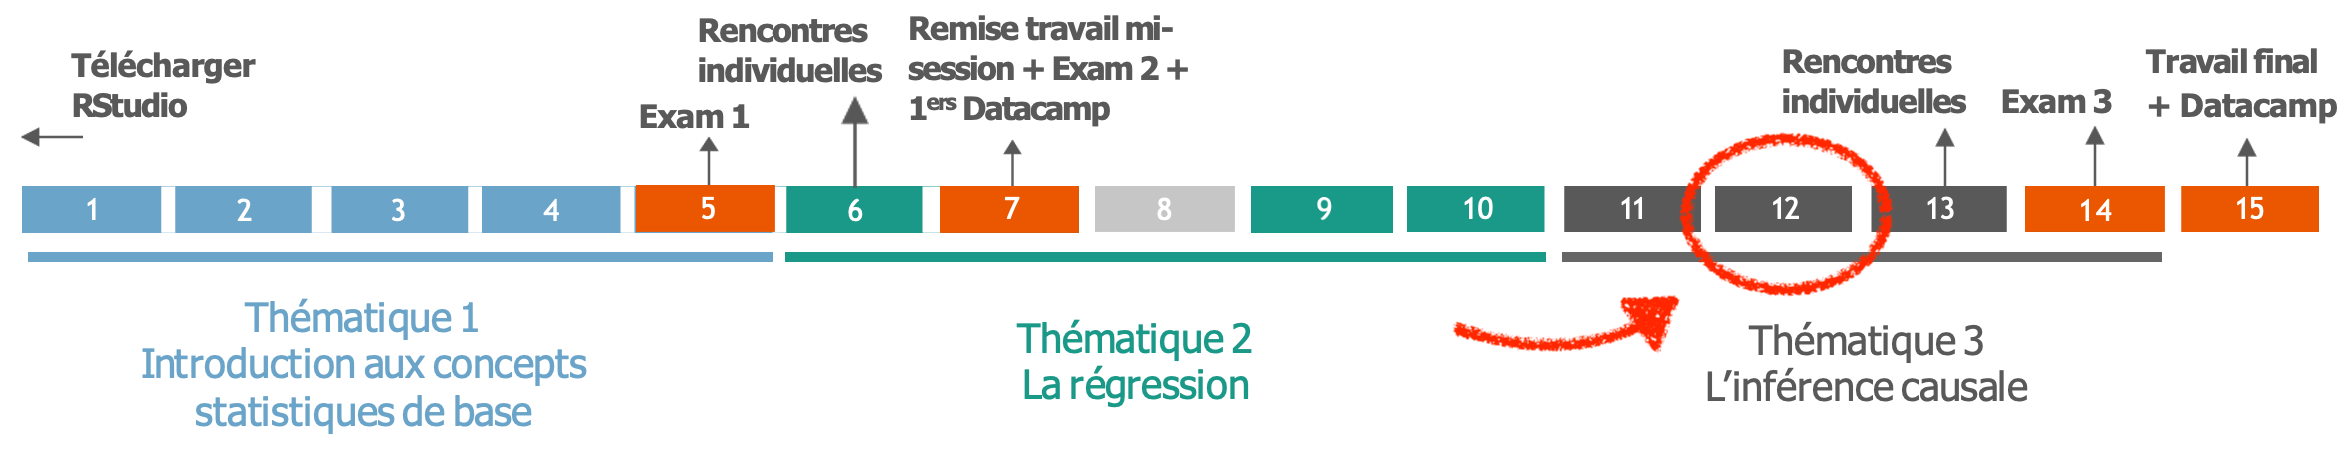 Télécharger
RStudio
Exam 1
Rencontres
individuelles
Remise travail mi-
session + Exam 2 +
1ers Datacamp
Rencontres
individuelles
Exam 3
Travail final
+ Datacamp
1 2 3 4 5 6 7 8 9 10 11 12 13 14 15
Thématique 1
Introduction aux concepts
statistiques de base
Thématique 2
La régression
Thématique 3
L’inférence causale